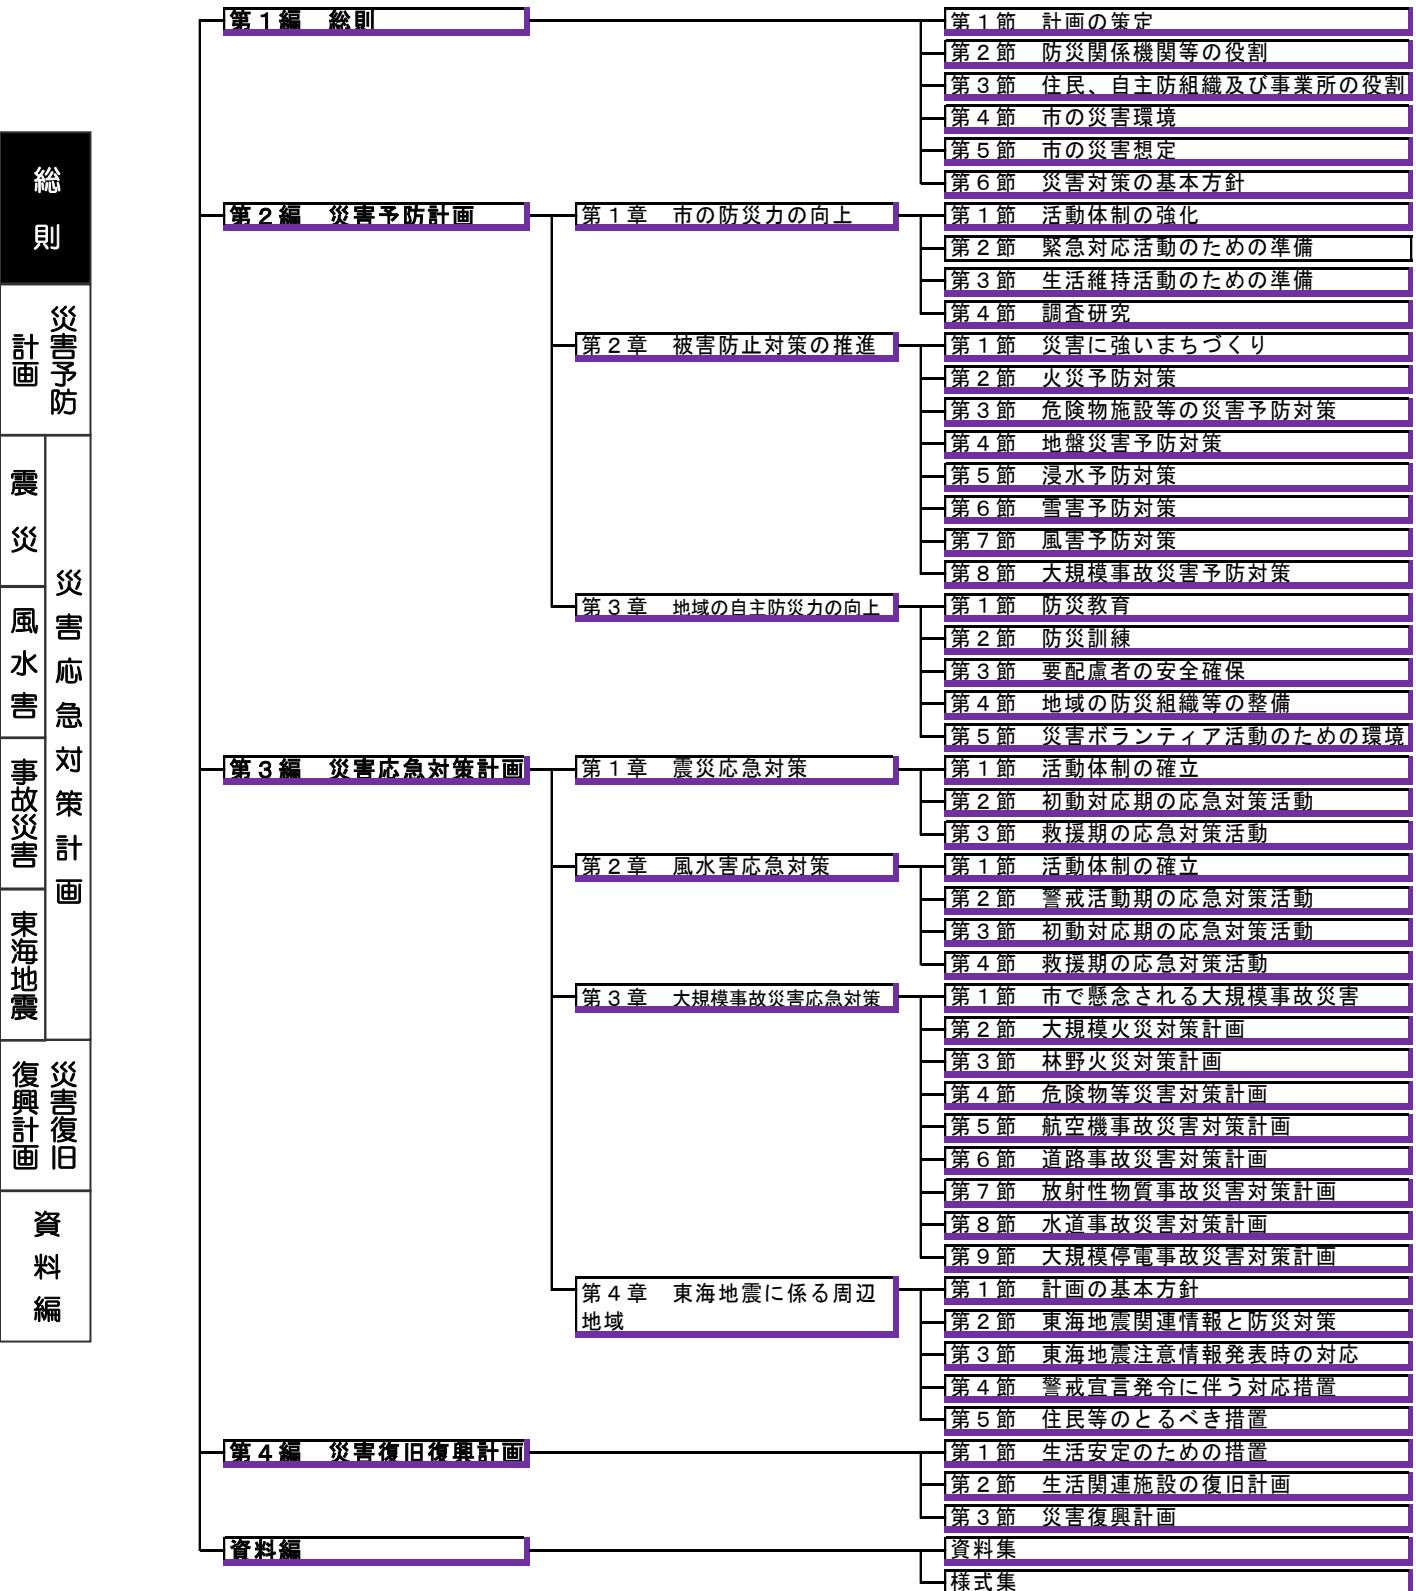 総則
災害予防
計画
震災
風水害
事故災害
東海地震
災害応急対策計画
災害復旧
復興計画
資料編
第１編　総則
第１節　計画の策定
第２節　防災関係機関等の役割
第３節　住民、自主防組織及び事業所の役割
第４節　市の災害環境
第５節　市の災害想定
第６節　災害対策の基本方針
第２編　災害予防計画
第１章　市の防災力の向上
第１節　活動体制の強化
第２節　緊急対応活動のための準備
第３節　生活維持活動のための準備
第４節　調査研究
第２章　被害防止対策の推進
第１節　災害に強いまちづくり
第２節　火災予防対策
第３節　危険物施設等の災害予防対策
第４節　地盤災害予防対策
第５節　浸水予防対策
第６節　雪害予防対策
第７節　風害予防対策
第８節　大規模事故災害予防対策
第３章　地域の自主防災力の向上
第１節　防災教育
第２節　防災訓練
第３節　要配慮者の安全確保
第４節　地域の防災組織等の整備
第５節　災害ボランティア活動のための環境
第３編　災害応急対策計画
第１章　震災応急対策
第１節　活動体制の確立
第２節　初動対応期の応急対策活動
第３節　救援期の応急対策活動
第２章　風水害応急対策
第１節　活動体制の確立
第２節　警戒活動期の応急対策活動
第３節　初動対応期の応急対策活動
第４節　救援期の応急対策活動
第３章　大規模事故災害応急対策
第１節　市で懸念される大規模事故災害
第２節　大規模火災対策計画
第３節　林野火災対策計画
第４節　危険物等災害対策計画
第５節　航空機事故災害対策計画
第６節　道路事故災害対策計画
第７節　放射性物質事故災害対策計画
第８節　水道事故災害対策計画
第９節　大規模停電事故災害対策計画
第４章　東海地震に係る周辺
地域
第１節　計画の基本方針
第２節　東海地震関連情報と防災対策
第３節　東海地震注意情報発表時の対応
第４節　警戒宣言発令に伴う対応措置
第５節　住民等のとるべき措置
第４編　災害復旧復興計画
第１節　生活安定のための措置
第２節　生活関連施設の復旧計画
第３節　災害復興計画
資料編
資料集
様式集